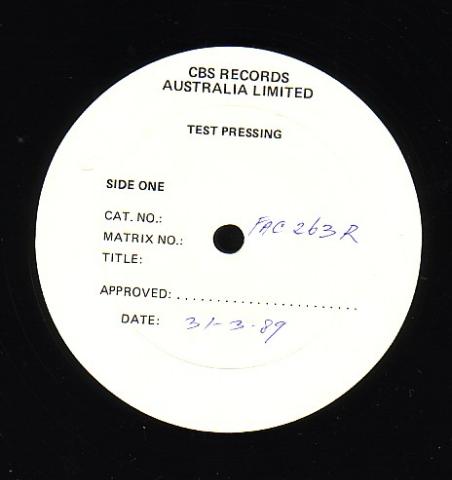 CBS RECORDS
AUSTRALIA LIMITED
TEST PRESSING
SIDE ONE
CAT. NO.:
MATRIX NO.: FAC 263 R
TITLE:
APPROVED: ......................
DATE: 31-3-89